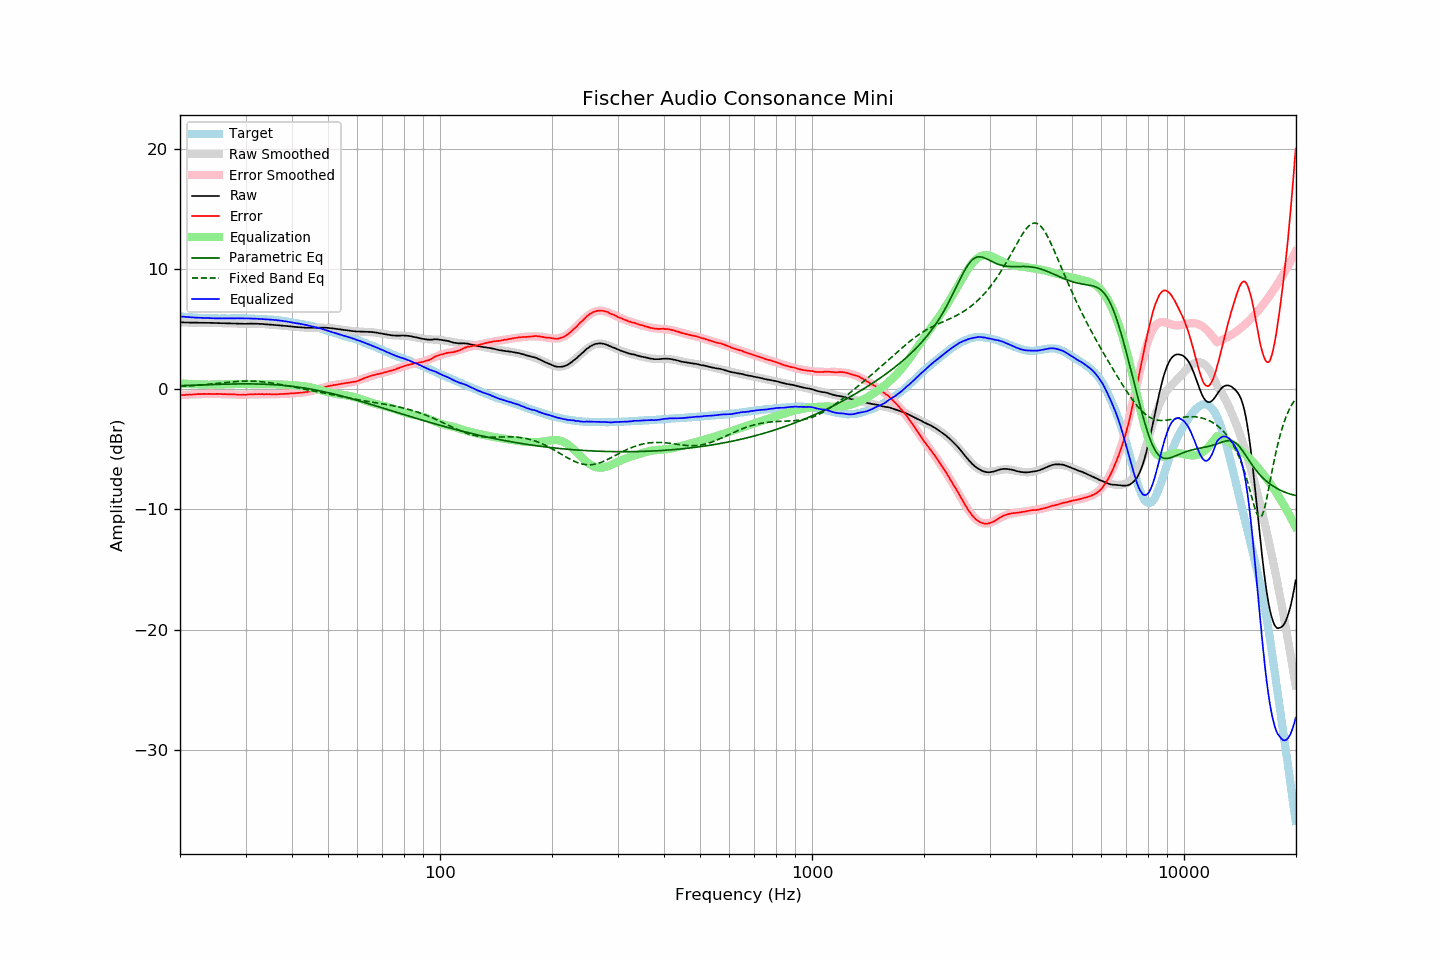 Fischer Audio Consonance Mini
Target
Raw Smoothed
Error Smoothed
Raw
Error
Equalization
Parametric Eq
Fixed Band Eq
Equalized
20
10
0
−10
−20
−30
Amplitude (dBr)
100
1000
10000
Frequency (Hz)